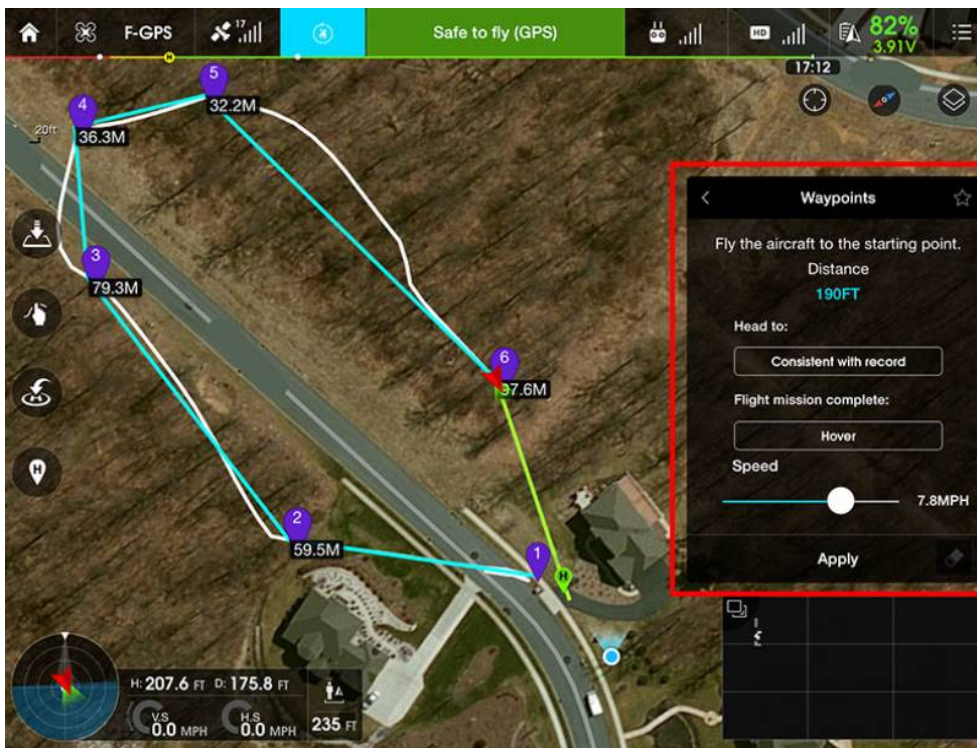 F-GPS
17
Safe to fly (GPS)
HD
82%
3.91V
H
17:12
5
32.2M
4
36.3M
20ft
3
79.3M
6
97.6M
2
59.5M
1
H
H
Waypoints
Fly the aircraft to the starting point.
Distance
190FT
Head to:
Consistent with record
Flight mission complete:
Hover
Speed
7.8MPH
Apply
H: 207.6 FT D: 175.8 FT
V.S
0.0 MPH
H.S
0.0 MPH
235 FT